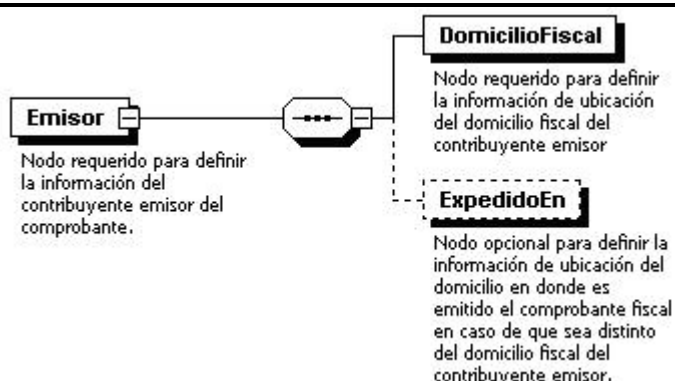 DomicilioFiscal
Nodo requerido para definir
la información de ubicación
del domicilio fiscal del
contribuyente emisor
Emisor
Nodo requerido para definir
la información del
contribuyente emisor del
comprobante.
ExpedidoEn
Nodo opcional para definir la
información de ubicación del
domicilio en donde es
emitido el comprobante fiscal
en caso de que sea distinto
del domicilio fiscal del
contribuyente emisor.